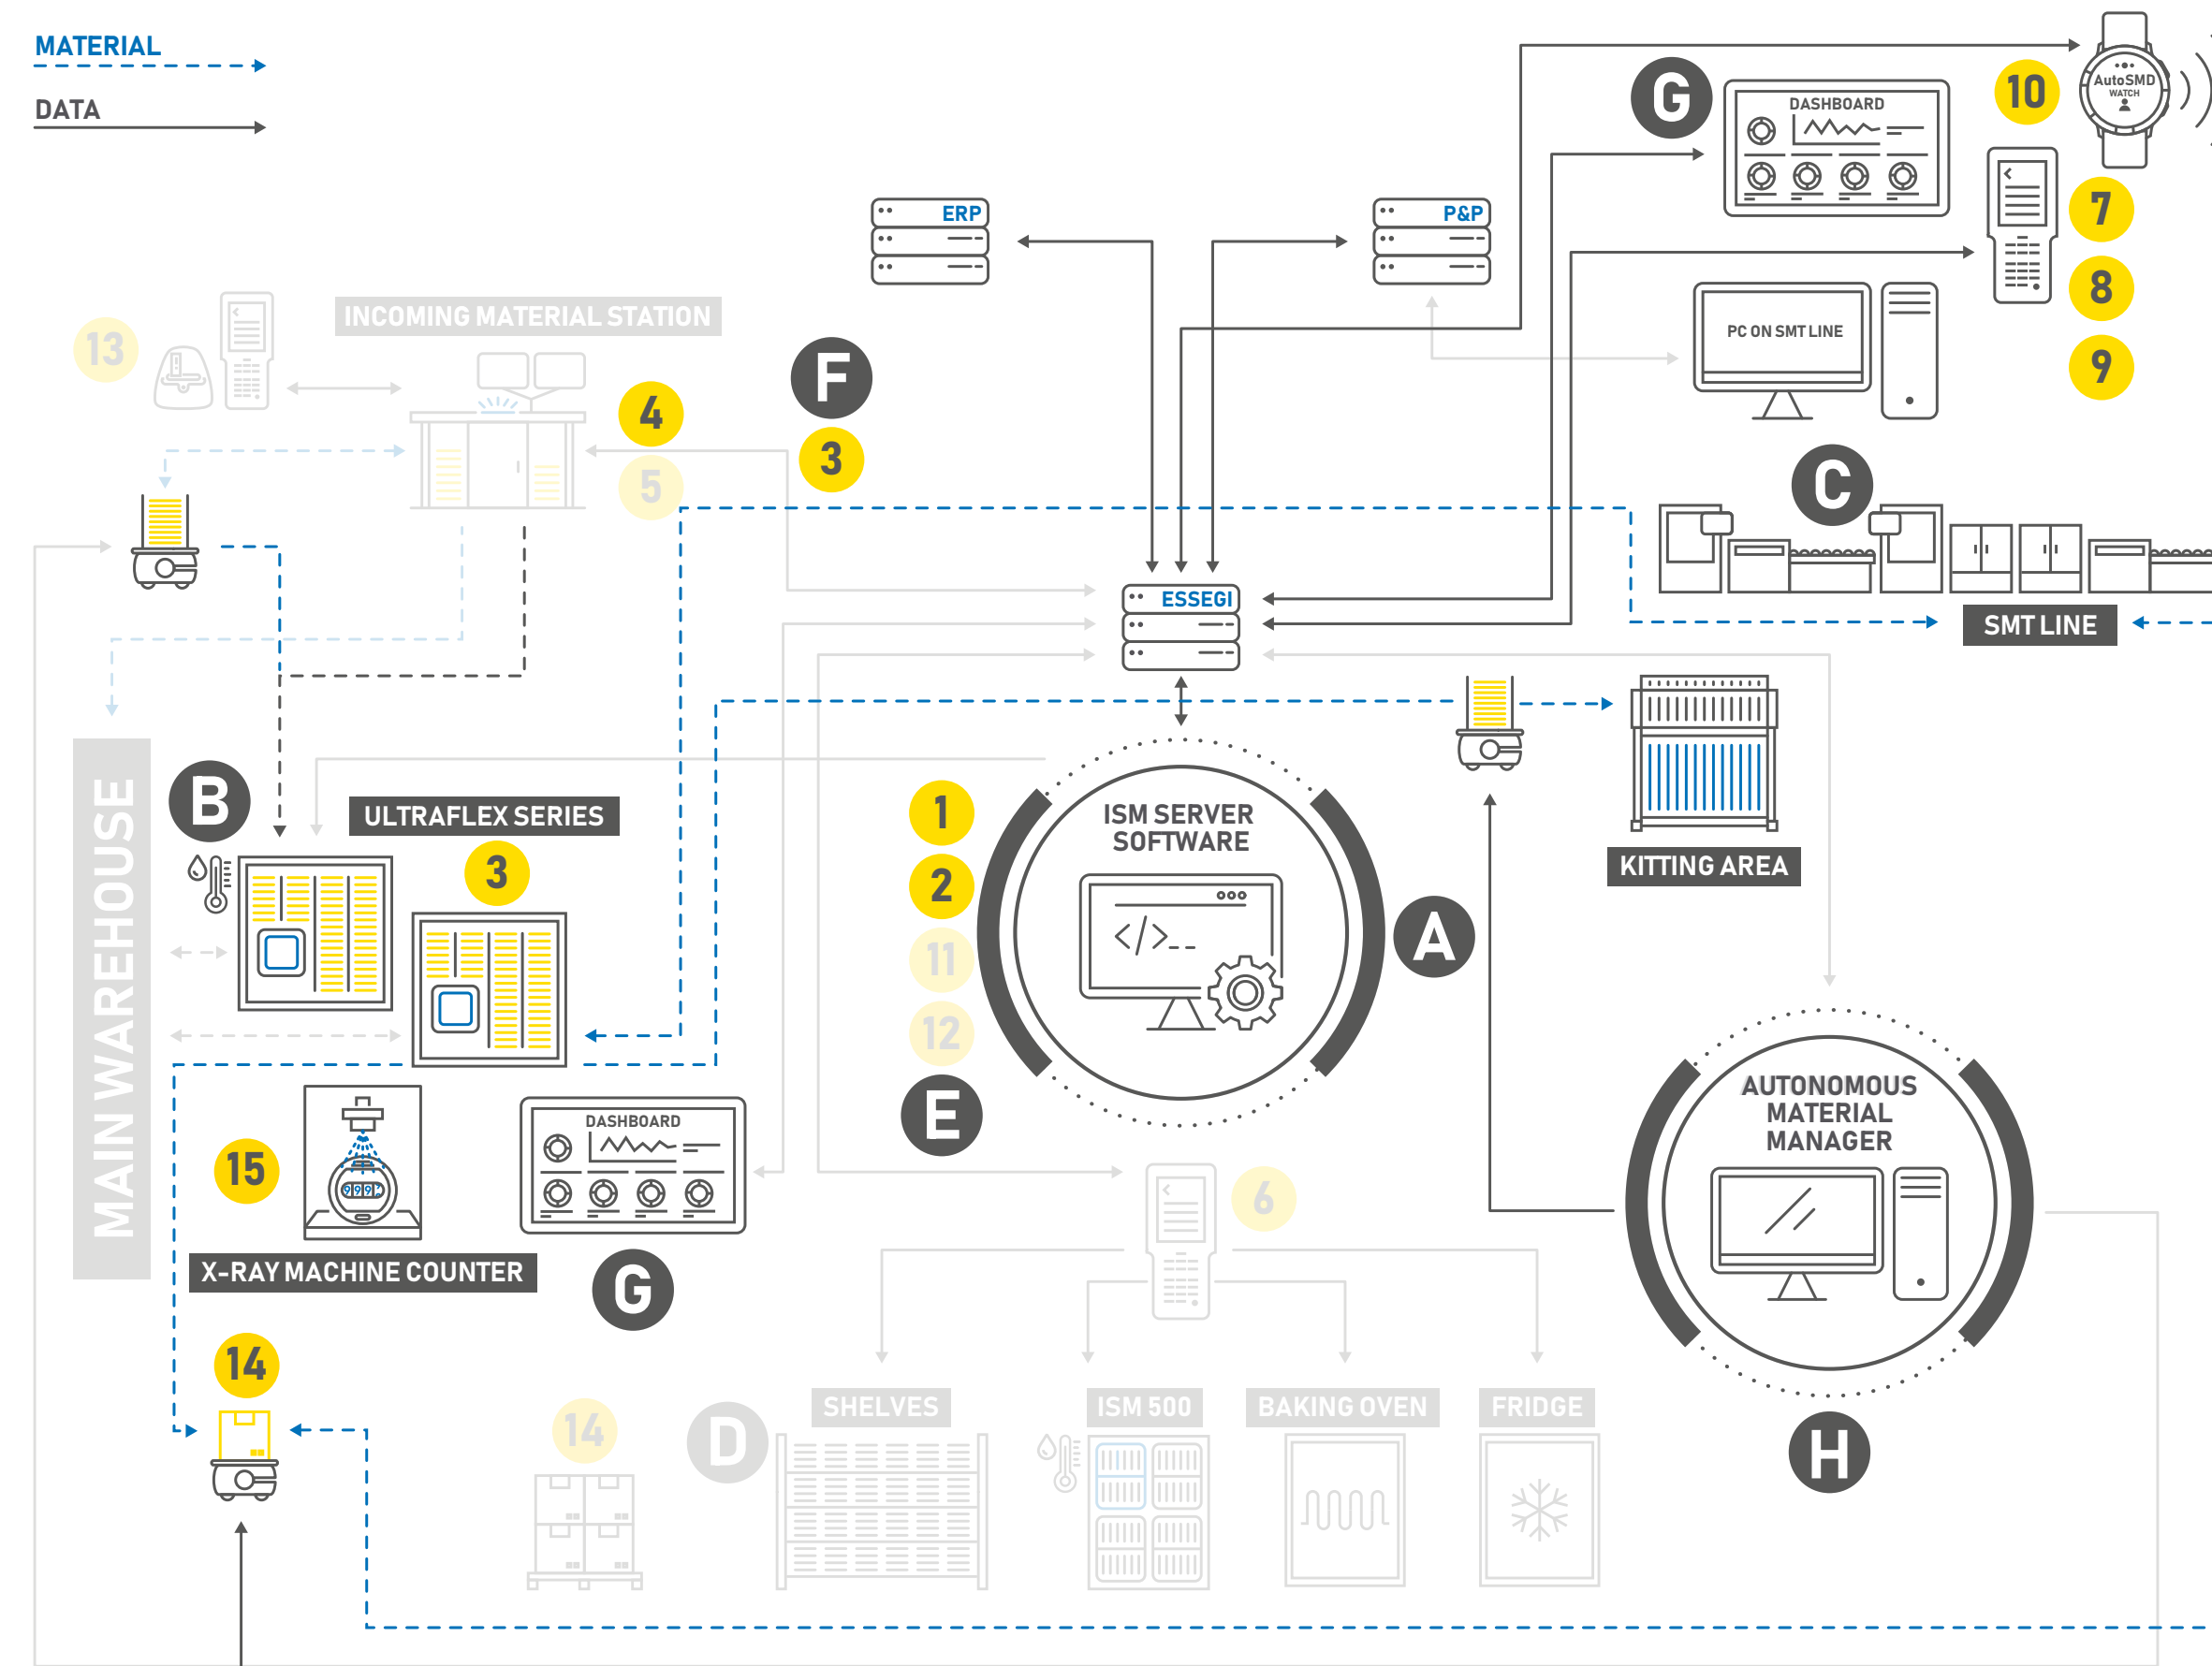 MATERIAL
DATA
AutoSMD
WATCH
10
G
DASHBOARD
7
8
9
ERP
P&P
PC ON SMT LINE
13
INCOMING MATERIAL STATION
F
4
3
5
C
ESSEGI
SMT LINE
MAIN WAREHOUSE
B
ULTRAFLEX SERIES
3
1
2
11
12
E
ISM SERVER
SOFTWARE
</>_ _
A
KITTING AREA
15
999
X-RAY MACHINE COUNTER
DASHBOARD
G
6
AUTONOMOUS
MATERIAL
MANAGER
H
14
14
D
SHELVES
ISM 500
BAKING OVEN
FRIDGE